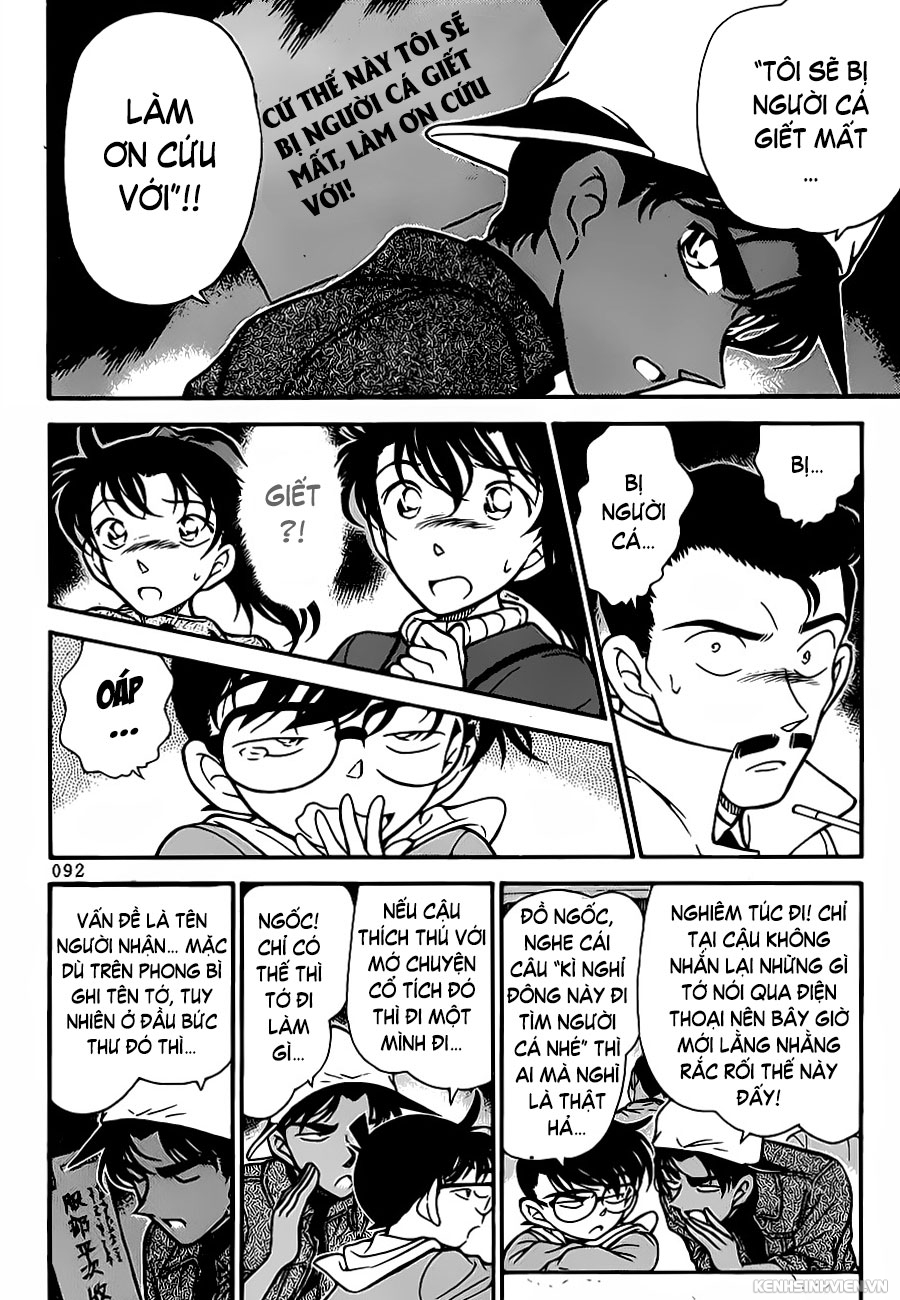 "TÔI SẼ BỊ
NGƯỜI CÁ
GIẾT MẤT
...
CỨ THẾ NÀY TÔI SẼ
BỊ NGƯỜI CÁ GIẾT
MẤT, LÀM ƠN CỨU
VỚI!
LÀM
ƠN CỨU
VỚI"!!
BỊ...
BỊ
NGƯỜI
CÁ...
GIẾT
?!
OÁP
...
092
NGHIÊM TÚC ĐI! CHỈ
TẠI CẬU KHÔNG
NHẮN LẠI NHỮNG GÌ
TỚ NÓI QUA ĐIỆN
THOẠI NÊN BÂY GIỜ
MỚI LẰNG NHẰNG
RẮC RỐI THẾ NÀY
ĐẤY!
ĐỒ NGỐC,
NGHE CÁI
CÂU "KÌ NGHỈ
ĐÔNG NÀY ĐI
TÌM NGƯỜI
CÁ NHÉ" THÌ
AI MÀ NGHĨ
LÀ THẬT
HẢ...
NẾU CẬU
THÍCH THÚ VỚI
MỚ CHUYỆN
CỔ TÍCH ĐÓ
THÌ ĐI MỘT
MÌNH ĐI...
NGỐC!
CHỈ CÓ
THẾ THÌ
TỚ ĐI
LÀM
GÌ...
VẤN ĐỀ LÀ TÊN
NGƯỜI NHẬN... MẶC
DÙ TRÊN PHONG BÌ
GHI TÊN TỚ, TUY
NHIÊN Ở ĐẦU BỨC
THƯ ĐÓ THÌ...
服部平次
KENHSINHVIEN.VN